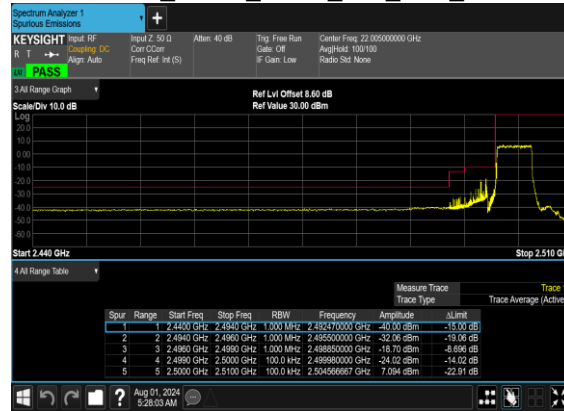 Spectrum Analyzer 1
Spurious Emissions
+
KEYSIGHT Input: RF
R T
Coupling: DC
Align: Auto
Input Z: 50 Ω
Corr CCorr
Freq Ref: Int (S)
Atten: 40 dB
Trig: Free Run
Gate: Off
IF Gain: Low
Center Freq: 22.005000000 GHz
Avg|Hold: 100/100
Radio Std: None
PASS
3 All Range Graph
Ref Lvl Offset 8.60 dB
Scale/Div 10.0 dB
Ref Value 30.00 dBm
Log
20.0
10.0
0.00
-10.0
-20.0
-30.0
-40.0
-50.0
-60.0
Start 2.440 GHz
Stop 2.510 G
4 All Range Table
Measure Trace Trace
Trace Type Trace Average (Active
Spur Range Start Freq Stop Freq RBW Frequency Amplitude ΔLimit
1 1 2.4400 GHz 2.4940 GHz 1.000 MHz 2.492470000 GHz -40.00 dBm -15.00 dB
2 2 2.4940 GHz 2.4960 GHz 1.000 MHz 2.495500000 GHz -32.06 dBm -19.06 dB
3 3 2.4960 GHz 2.4990 GHz 1.000 MHz 2.498850000 GHz -18.70 dBm -8.696 dB
4 4 2.4990 GHz 2.5000 GHz 100.0 kHz 2.499980000 GHz -24.02 dBm -14.02 dB
5 5 2.5000 GHz 2.5100 GHz 100.0 kHz 2.504566667 GHz 7.094 dBm -22.91 dB
?
Aug 01, 2024
5:28:03 AM